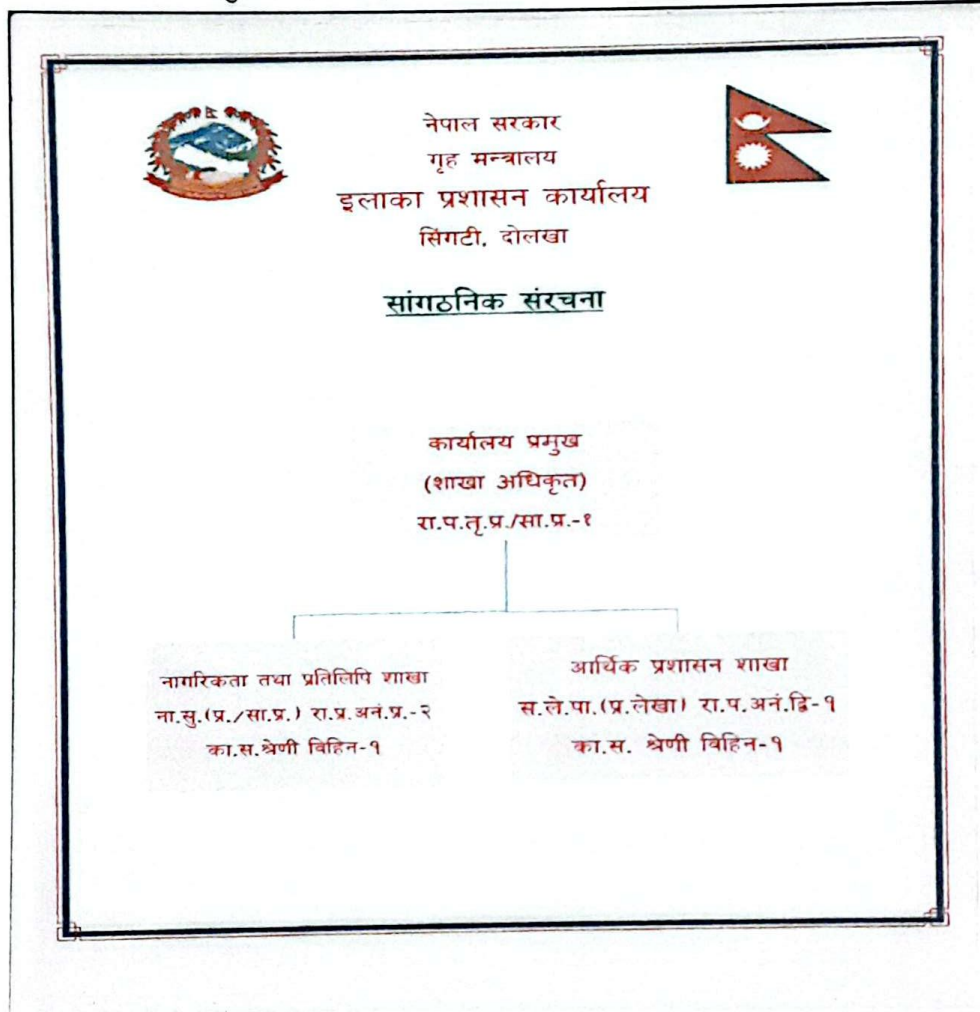 नेपाल सरकार
गृह मन्त्रालय
इलाका प्रशासन कार्यालय
सिंगटी, दोलखा
सांगठनिक संरचना
कार्यालय प्रमुख
(शाखा अधिकृत)
रा.प.तृ.प्र./सा.प्र.-१
नागरिकता तथा प्रतिलिपि शाखा
ना.सु.(प्र./सा.प्र.) रा.प्र.अनं.प्र.-२
का.स.श्रेणी विहिन-१
आर्थिक प्रशासन शाखा
स.ले.पा.(प्र.लेखा) रा.प.अनं.द्वि-१
का.स. श्रेणी विहिन-१